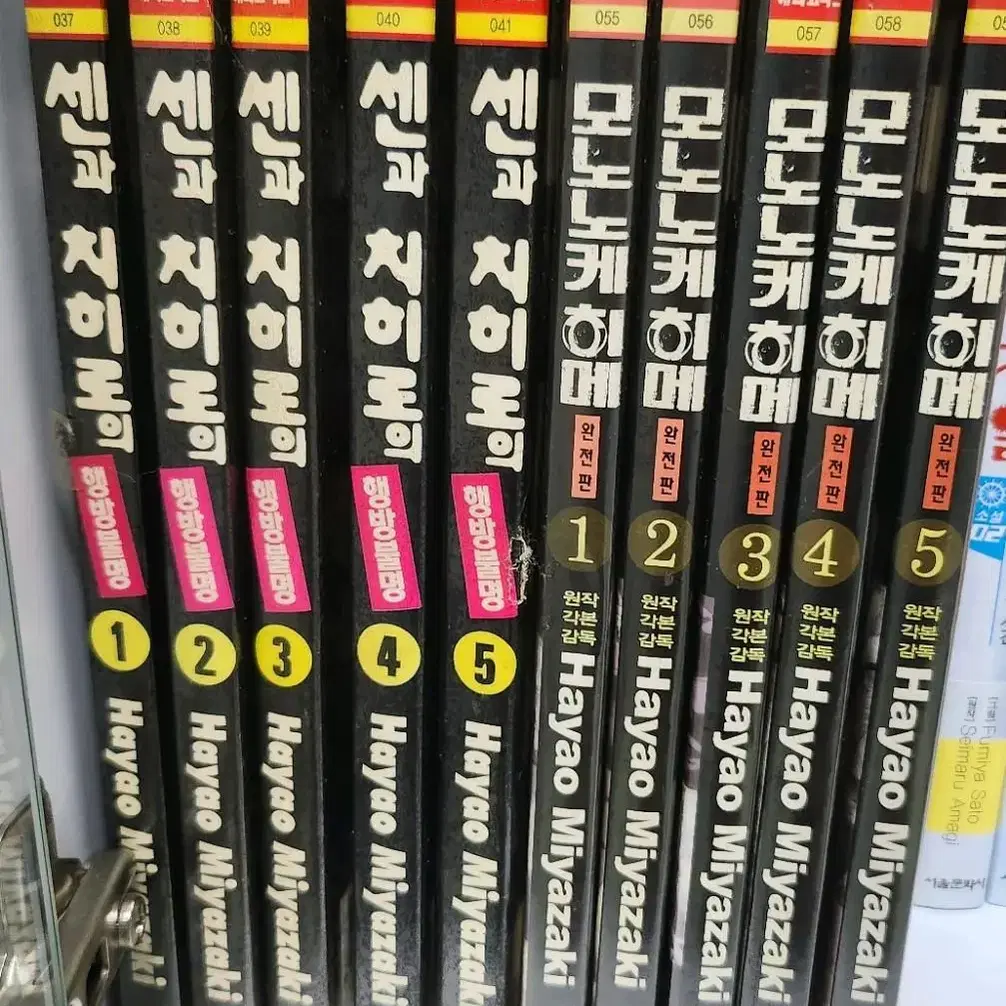 037
센과 치히로의
행방불명
1
Hayao Miyazaki
038
센과 치히로의
행방불명
2
Hayao Miyazaki
039
센과 치히로의
행방불명
3
Hayao Miyazaki
040
센과 치히로의
행방불명
4
Hayao Miyazaki
041
센과 치히로의
행방불명
5
Hayao Miyazaki
055
모노노케 히메
완전판
1
원작
각본
감독
Hayao Miyazaki
056
모노노케 히메
완전판
2
원작
각본
감독
Hayao Miyazaki
057
모노노케 히메
완전판
3
원작
각본
감독
Hayao Miyazaki
058
모노노케 히메
완전판
4
원작
각본
감독
Hayao Miyazaki
모노노케 히메
완전판
5
원작
각본
감독
Hayao Miyazaki
소설
02
Fumiya Sato
Seimaru Amagi
서울문화사